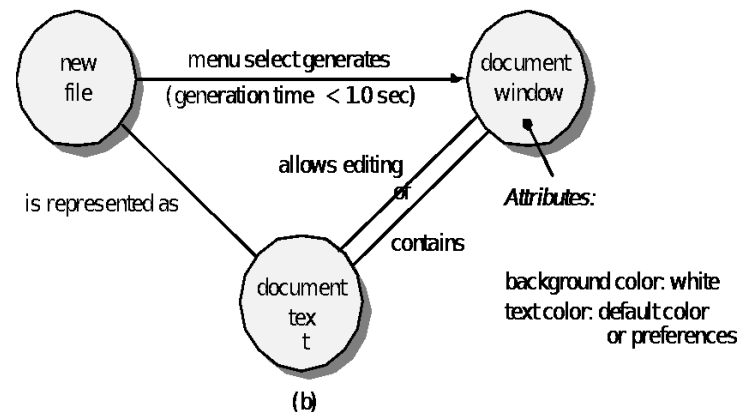 new
file
menu select generates
(generation time < 1.0 sec)
document
window
allows editing
of
is represented as
contains
Attributes:
background color: white
text color: default color
or preferences
document
tex
t
(b)